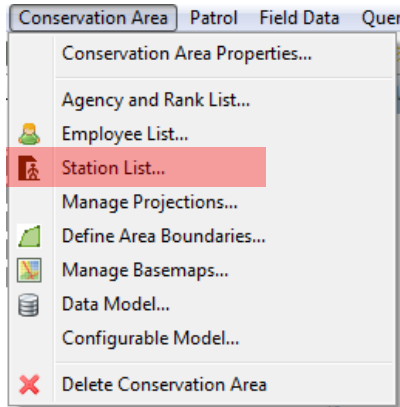 Conservation Area Patrol Field Data
Conservation Area Properties...
Agency and Rank List...
Employee List...
Station List...
Manage Projections...
Define Area Boundaries...
Manage Basemaps...
Data Model...
Configurable Model...
Delete Conservation Area